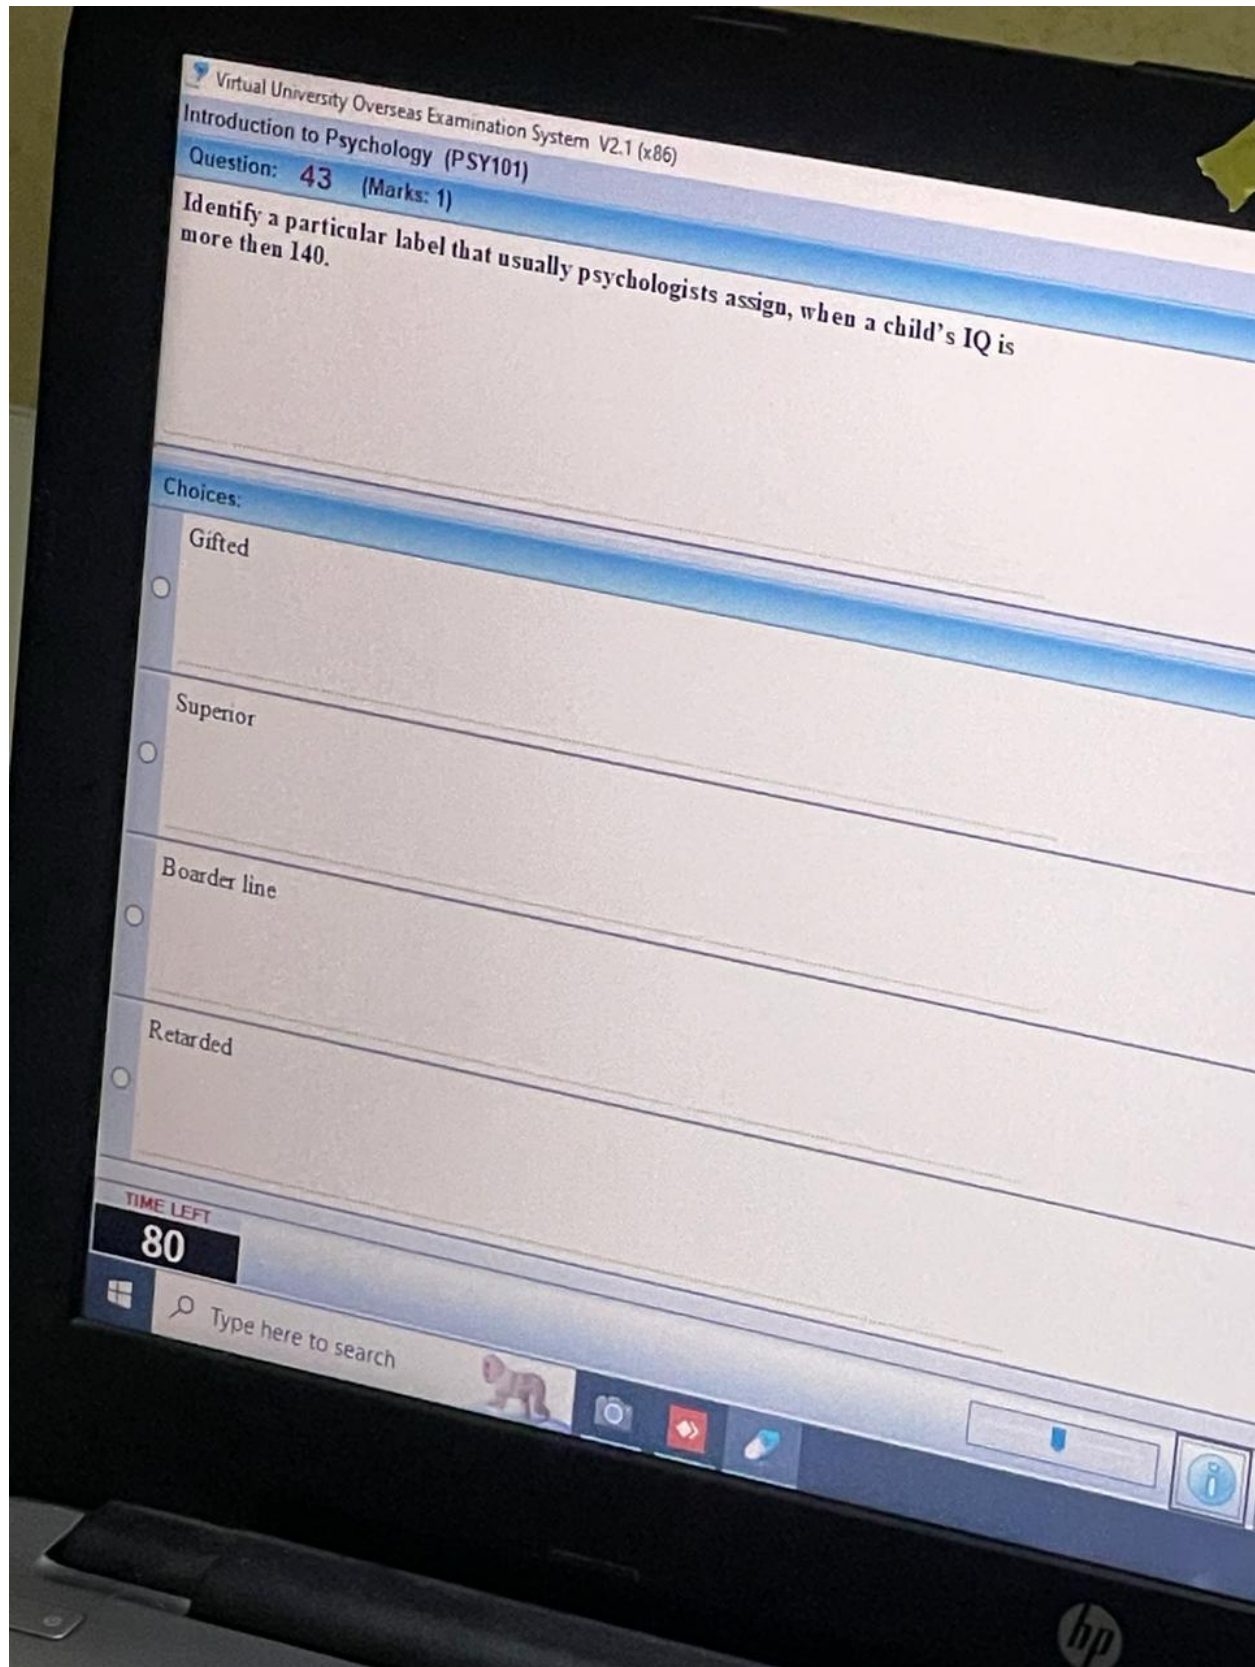 Virtual University Overseas Examination System V2.1 (x86)
Introduction to Psychology (PSY101)
Question: 43 (Marks: 1)
Identify a particular label that usually psychologists assign, when a child's IQ is
more then 140.
Choices:
Gifted
Superior
Boarder line
Retarded
TIME LEFT
80
Type here to search
i
hp